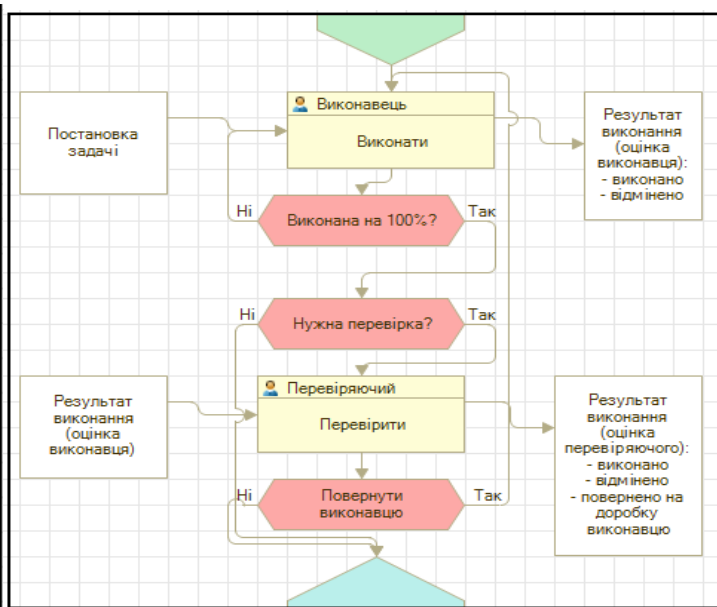 Виконавець
Виконати
Постановка
задачі
Результат
виконання
(оцінка
виконавця):
- виконано
- відмінено
Ні
Виконана на 100%?
Так
Ні
Нужна перевірка?
Так
Перевіряючий
Перевірити
Результат
виконання
(оцінка
виконавця)
Результат
виконання
(оцінка
перевіряючого):
- виконано
- відмінено
- повернено на
доробку
виконавцю
Ні
Повернути
виконавцю
Так